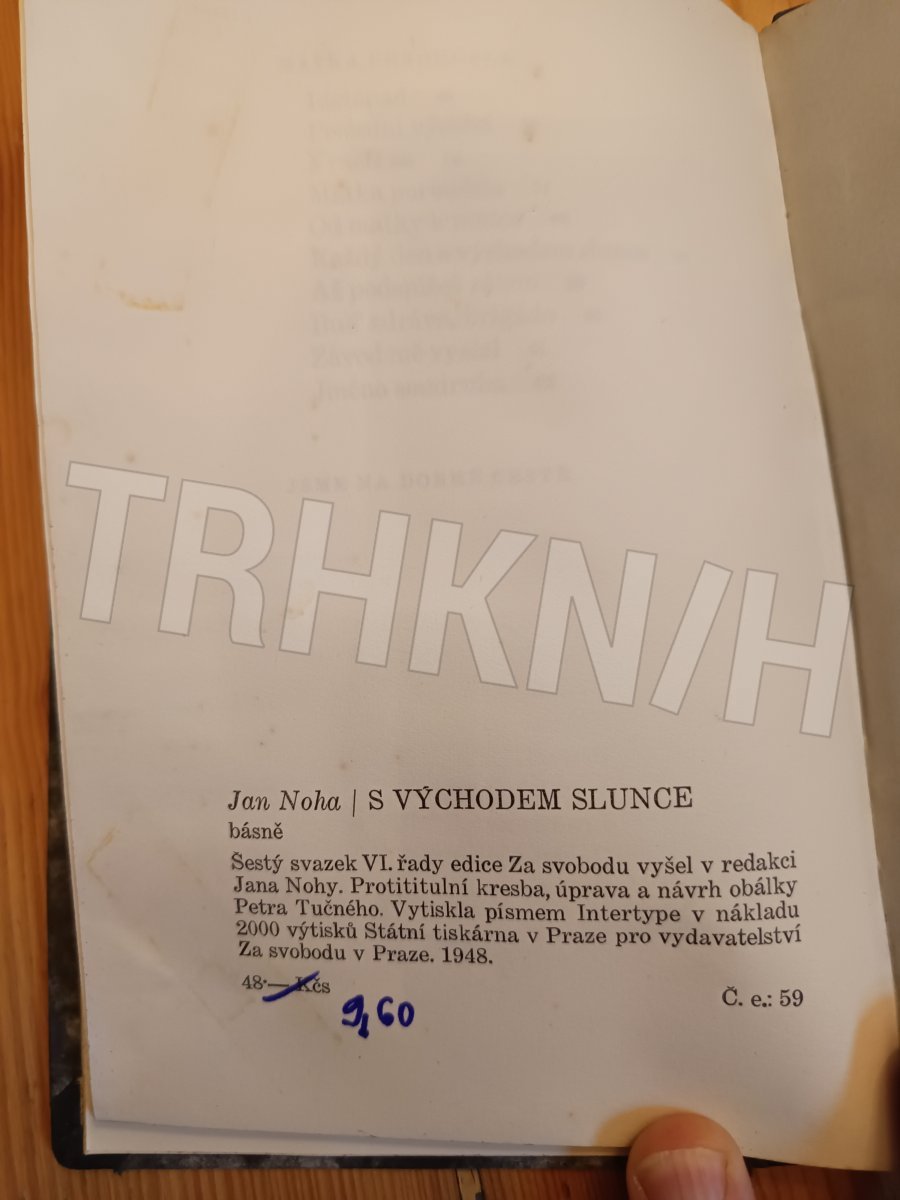 TRHKN/H
Jan Noha | S VÝCHODEM SLUNCE
básně
Šestý svazek VI. řady edice Za svobodu vyšel v redakci
Jana Nohy. Protititulní kresba, úprava a návrh obálky
Petra Tučného. Vytiskla písmem Intertype v nákladu
2000 výtisků Státní tiskárna v Praze pro vydavatelství
Za svobodu v Praze. 1948.
48·— Kčs
9,60
Č. e.: 59